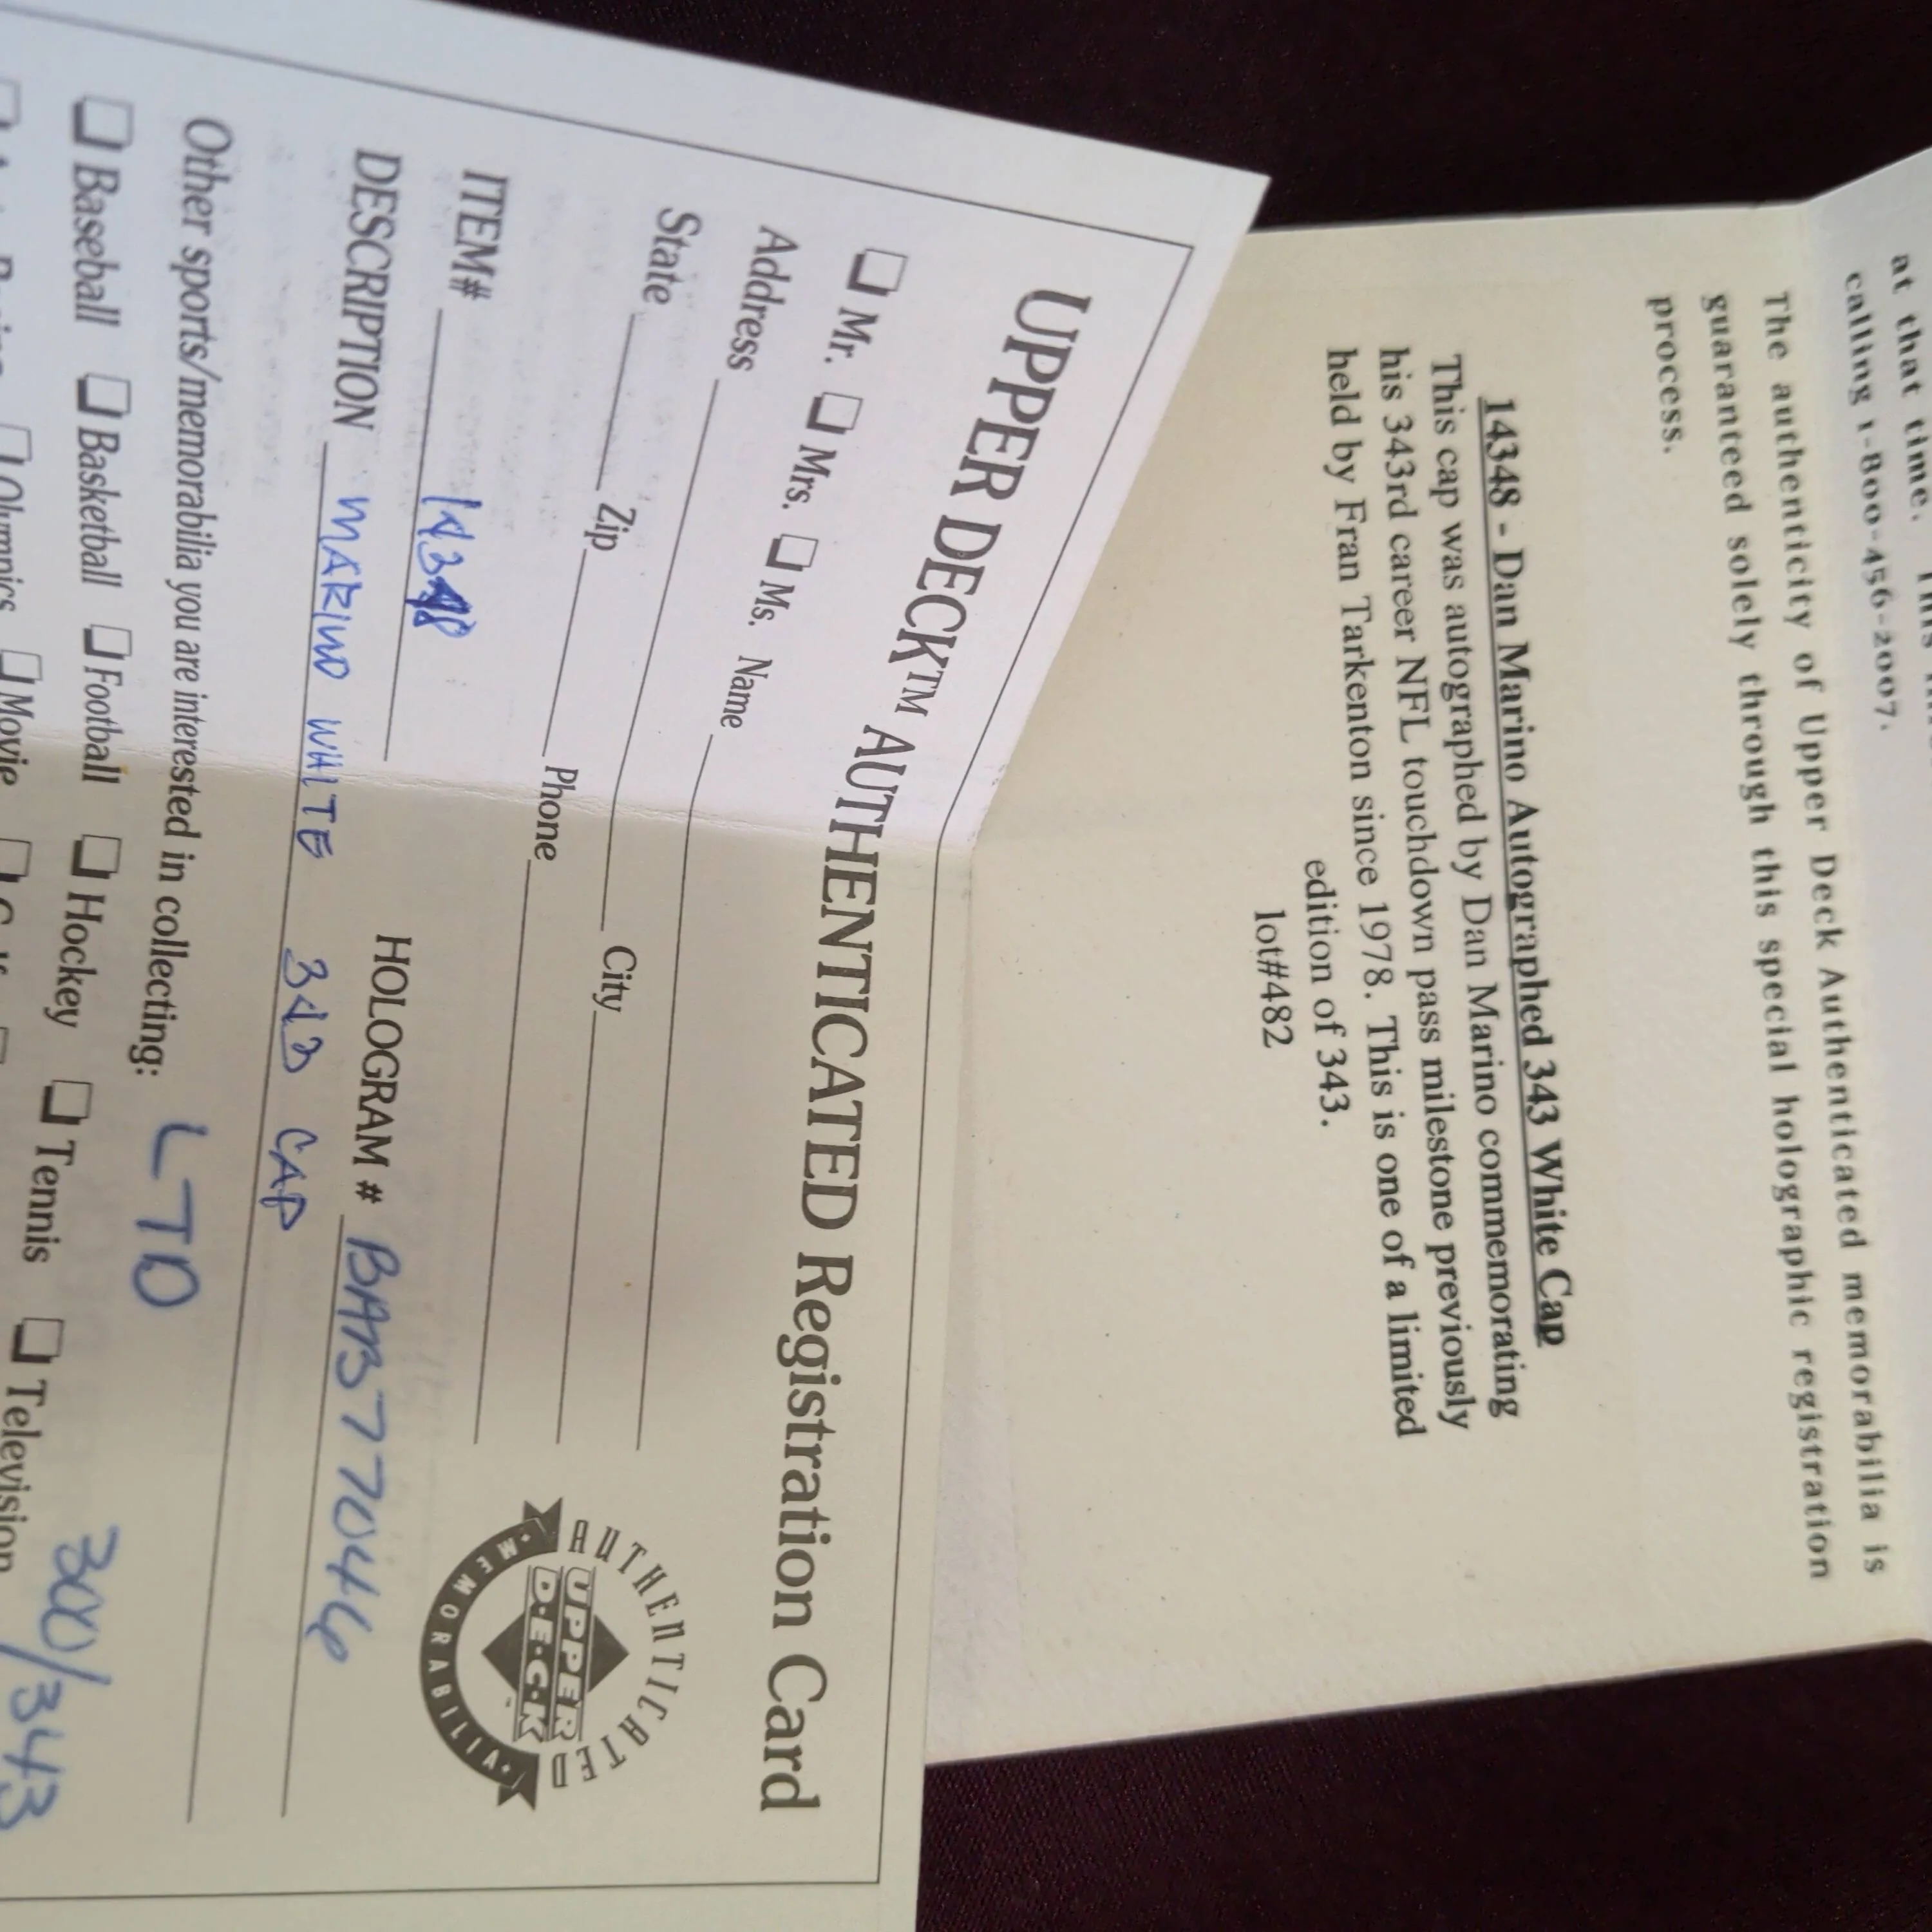 at that time.
calling 1-800-456-2007.
The authenticity of Upper Deck Authenticated memorabilia is
guaranteed solely through this special holographic registration
process.
14348 - Dan Marino Autographed 343 White Cap
This cap was autographed by Dan Marino commemorating
his 343rd career NFL touchdown pass milestone previously
held by Fran Tarkenton since 1978. This is one of a limited
edition of 343.
lot#482
UPPER DECK™ AUTHENTICATED Registration Card
Mr. Mrs. Ms. Name
Address City
State Zip Phone
ITEM# 14348 HOLOGRAM # BAB77046
DESCRIPTION MARINO WHITE 343 CAP
Other sports/memorabilia you are interested in collecting: LTD
Baseball Basketball Football Hockey Tennis Television
Olympics Movie
300/343
AUTHENTICATED
UPPER
D.E.C.K
MEMORABILIA